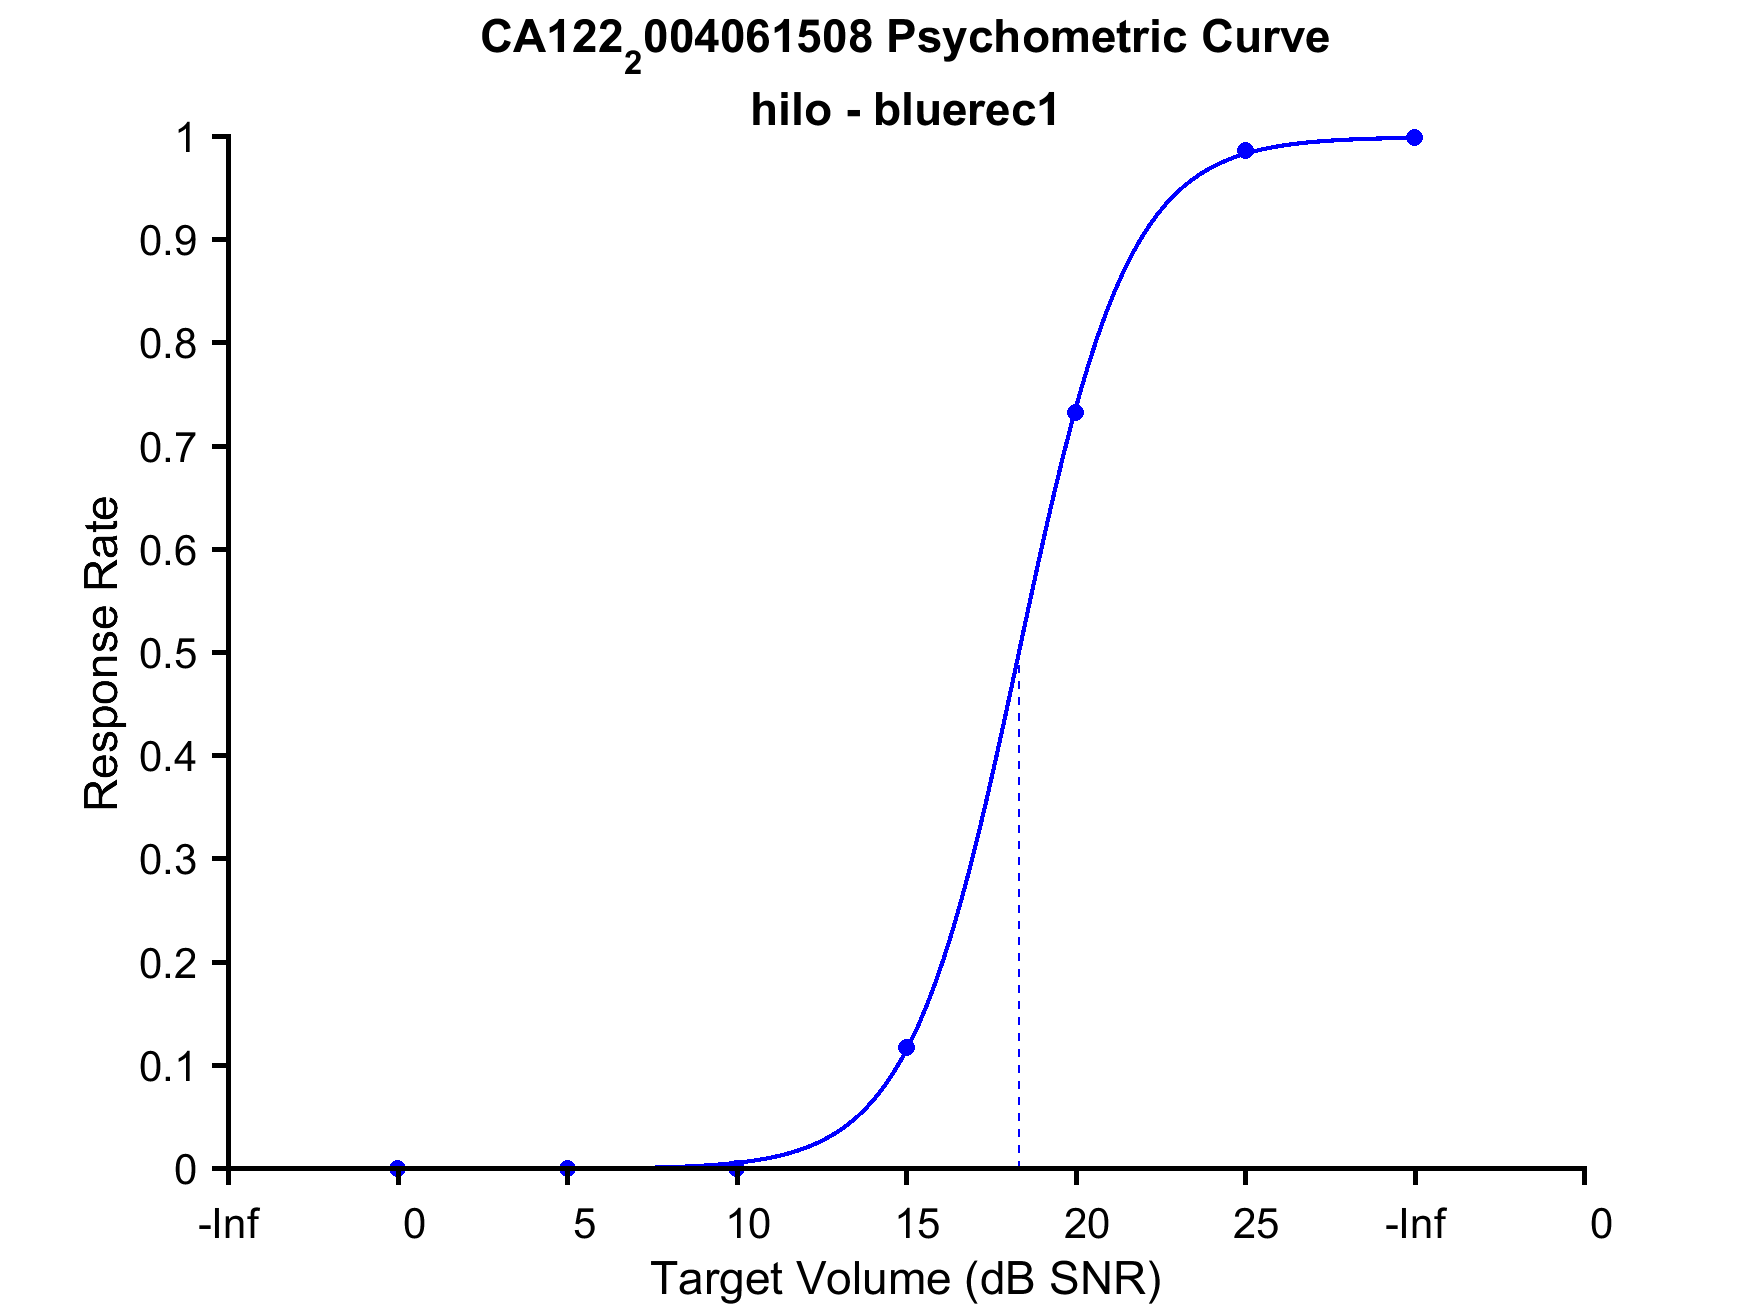 CA122₂004061508 Psychometric Curve
hilo - bluerec1
1
0.9
0.8
0.7
0.6
0.5
0.4
0.3
0.2
0.1
0
Response Rate
-Inf 0 5 10 15 20 25 -Inf 0
Target Volume (dB SNR)